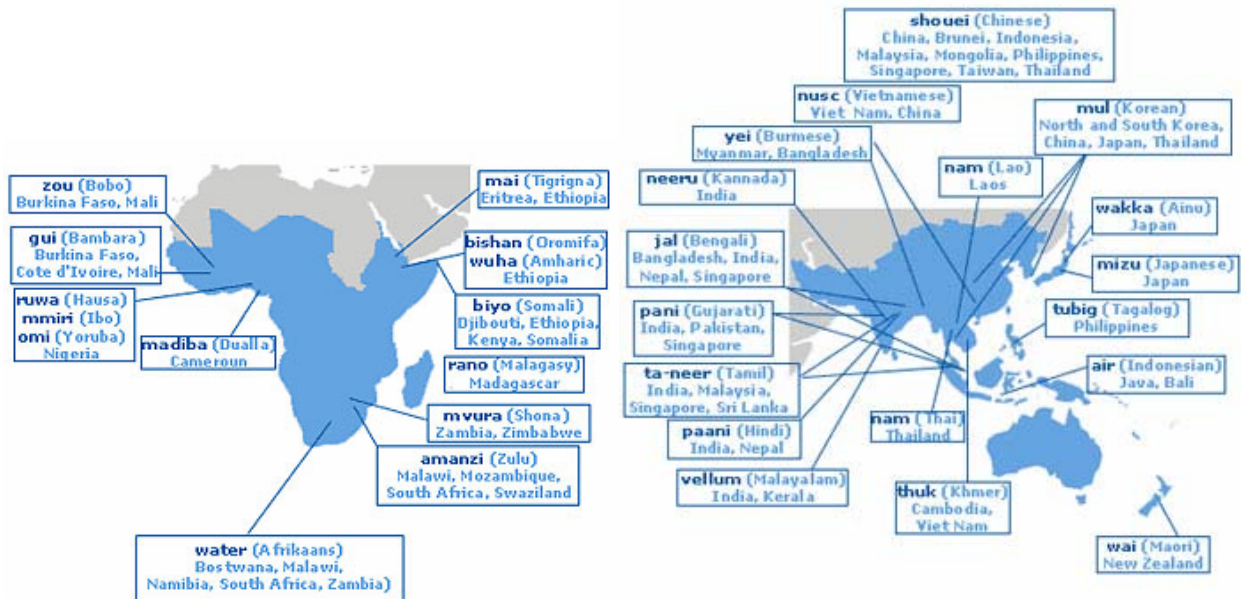 zou (Bobo)
Burkina Faso, Mali
gui (Bambara)
Burkina Faso,
Cote d'Ivoire, Mali
ruwa (Hausa)
mmiri (Ibo)
omi (Yoruba)
Nigeria
madiba (Dualla)
Cameroun
mai (Tigrigna)
Eritrea, Ethiopia
bishan (Oromifa)
wuha (Amharic)
Ethiopia
biyo (Somali)
Djibouti, Ethiopia,
Kenya, Somalia
rano (Malagasy)
Madagascar
mvura (Shona)
Zambia, Zimbabwe
amanzi (Zulu)
Malawi, Mozambique,
South Africa, Swaziland
water (Afrikaans)
Bostwana, Malawi,
Namibia, South Africa, Zambia)
shouei (Chinese)
China, Brunei, Indonesia,
Malaysia, Mongolia, Philippines,
Singapore, Taiwan, Thailand
nusc (Vietnamese)
Viet Nam, China
mul (Korean)
North and South Korea,
China, Japan, Thailand
yei (Burmese)
Myanmar, Bangladesh
nam (Lao)
Laos
neeru (Kannada)
India
wakka (Ainu)
Japan
jal (Bengali)
Bangladesh, India,
Nepal, Singapore
mizu (Japanese)
Japan
pani (Gujarati)
India, Pakistan,
Singapore
tubig (Tagalog)
Philippines
ta-neer (Tamil)
India, Malaysia,
Singapore, Sri Lanka
air (Indonesian)
Java, Bali
nam (Thai)
Thailand
paani (Hindi)
India, Nepal
vellum (Malayalam)
India, Kerala
thuk (Khmer)
Cambodia,
Viet Nam
wai (Maori)
New Zealand